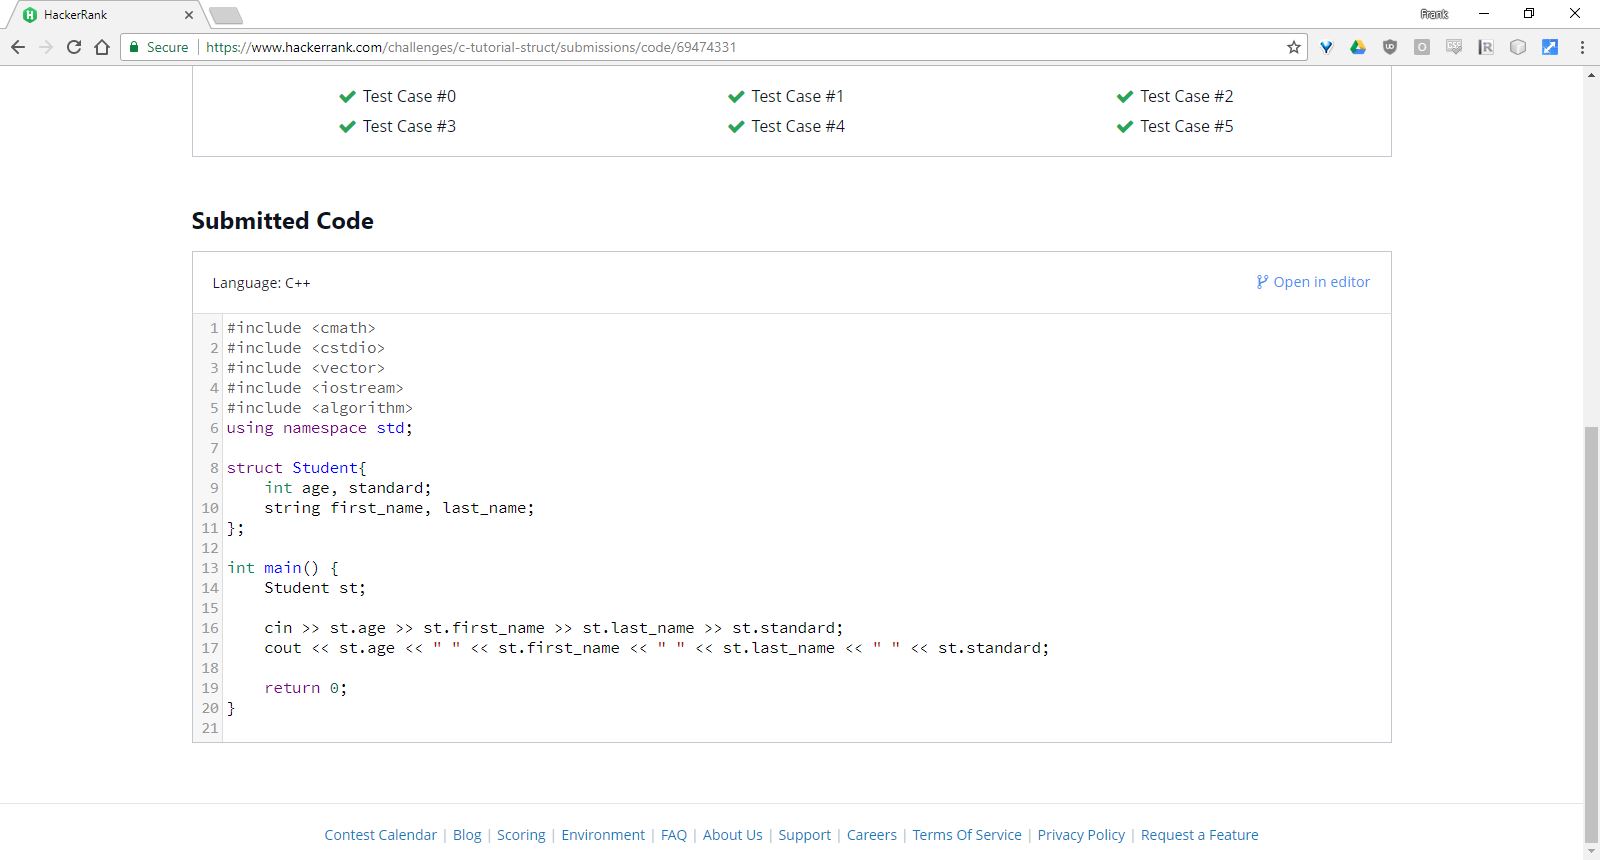 HackerRank
Frank
Secure https://www.hackerrank.com/challenges/c-tutorial-struct/submissions/code/69474331
Test Case #0 Test Case #1 Test Case #2
Test Case #3 Test Case #4 Test Case #5
Submitted Code
Language: C++ Open in editor
1 #include <cmath>
2 #include <cstdio>
3 #include <vector>
4 #include <iostream>
5 #include <algorithm>
6 using namespace std;
7
8 struct Student{
9     int age, standard;
10     string first_name, last_name;
11 };
12
13 int main() {
14     Student st;
15
16     cin >> st.age >> st.first_name >> st.last_name >> st.standard;
17     cout << st.age << " " << st.first_name << " " << st.last_name << " " << st.standard;
18
19     return 0;
20 }
21
Contest Calendar | Blog | Scoring | Environment | FAQ | About Us | Support | Careers | Terms Of Service | Privacy Policy | Request a Feature